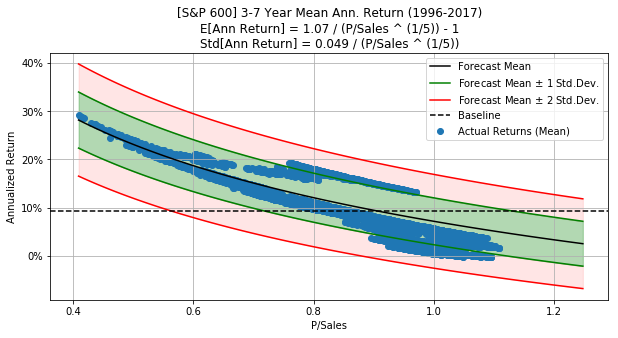 [S&P 600] 3-7 Year Mean Ann. Return (1996-2017)
E[Ann Return] = 1.07 / (P/Sales ^ (1/5)) - 1
Std[Ann Return] = 0.049 / (P/Sales ^ (1/5))
Forecast Mean
Forecast Mean ± 1 Std.Dev.
Forecast Mean ± 2 Std.Dev.
Baseline
Actual Returns (Mean)
Annualized Return
40%
30%
20%
10%
0%
0.4 0.6 0.8 1.0 1.2
P/Sales